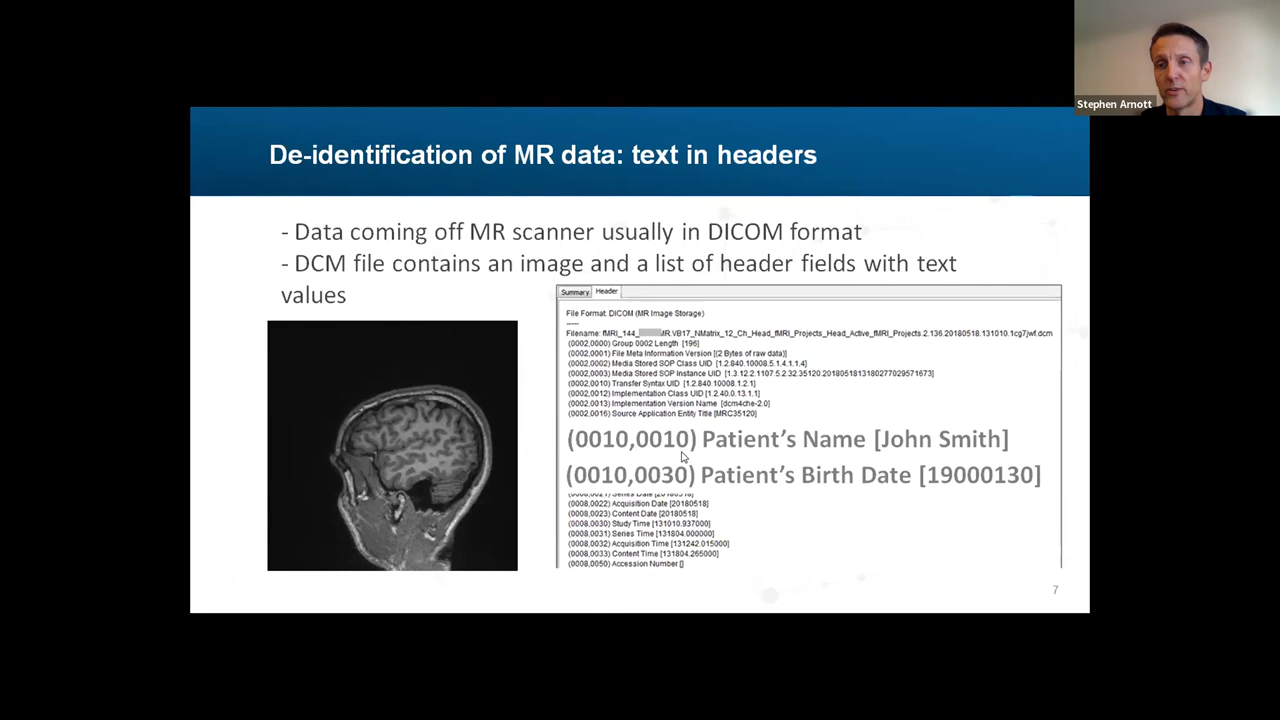 Stephen Arnott
De-identification of MR data: text in headers
- Data coming off MR scanner usually in DICOM format
- DCM file contains an image and a list of header fields with text
values
Summary Header
File Format: DICOM (MR Image Storage)
-----
Filename: fMRI_144_ MR.VB17_NMatrix_12_Ch_Head_fMRI_Projects_Head_Active_fMRI_Projects.2.136.20180518.131010.1cg7jwf.dcm
(0002,0000) Group 0002 Length [196]
(0002,0001) File Meta Information Version [(2 Bytes of raw data)]
(0002,0002) Media Stored SOP Class UID [1.2.840.10008.5.1.4.1.1.4]
(0002,0003) Media Stored SOP Instance UID [1.3.12.2.1107.5.2.32.35120.2018051813180277029571673]
(0002,0010) Transfer Syntax UID [1.2.840.10008.1.2.1]
(0002,0012) Implementation Class UID [1.2.40.0.13.1.1]
(0002,0013) Implementation Version Name [dcm4che-2.0]
(0002,0016) Source Application Entity Title [MRC35120]
(0010,0010) Patient's Name [John Smith]
(0010,0030) Patient's Birth Date [19000130]
(0008,0021) Series Date [20180518]
(0008,0022) Acquisition Date [20180518]
(0008,0023) Content Date [20180518]
(0008,0030) Study Time [131010.937000]
(0008,0031) Series Time [131804.000000]
(0008,0032) Acquisition Time [131242.015000]
(0008,0033) Content Time [131804.265000]
(0008,0050) Accession Number []
7